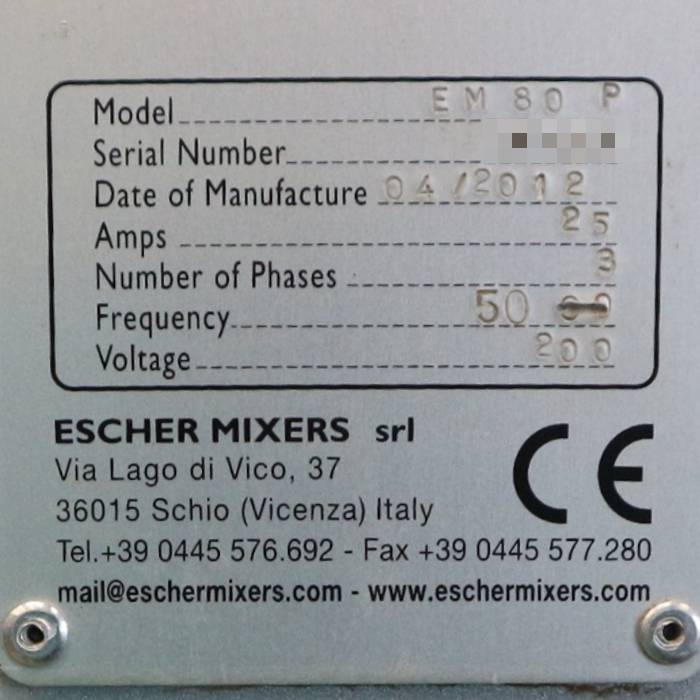 Model EM 80 P
Serial Number
Date of Manufacture 04/2012
Amps 25
Number of Phases 3
Frequency 50
Voltage 200
ESCHER MIXERS srl
Via Lago di Vico, 37
36015 Schio (Vicenza) Italy
CE
Tel.+39 0445 576.692 - Fax +39 0445 577.280
mail@eschermixers.com - www.eschermixers.com